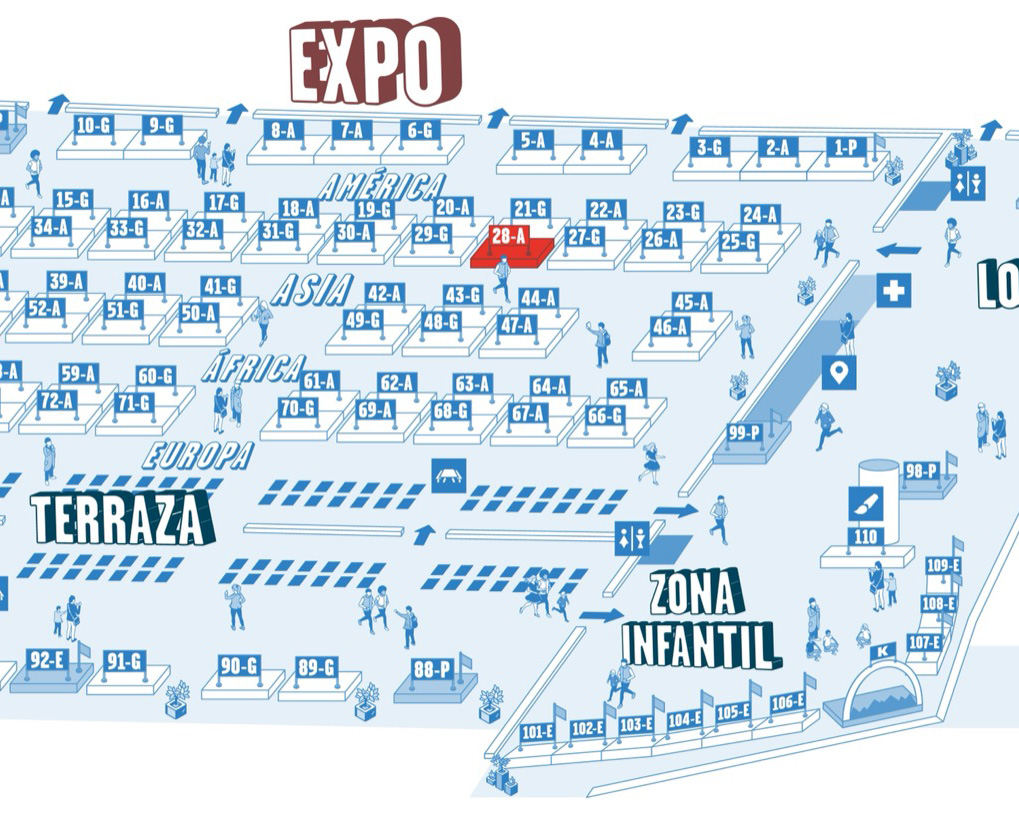 EXPO
10-G 9-G 8-A 7-A 6-G 5-A 4-A 3-G 2-A 1-P
AMÉRICA
15-G 16-A 17-G 18-A 19-G 20-A 21-G 22-A 23-G 24-A
34-A 33-G 32-A 31-G 30-A 29-G 28-A 27-G 26-A 25-G
ASIA
39-A 40-A 41-G 42-A 43-G 44-A 45-A
52-A 51-G 50-A 49-G 48-G 47-A 46-A
ÁFRICA
59-A 60-G 61-A 62-A 63-A 64-A 65-A
72-A 71-G 70-G 69-A 68-G 67-A 66-G
99-P
EUROPA
98-P
TERRAZA
110
109-E
ZONA
INFANTIL
108-E
107-E
K
92-E 91-G 90-G 89-G 88-P
101-E 102-E 103-E 104-E 105-E 106-E